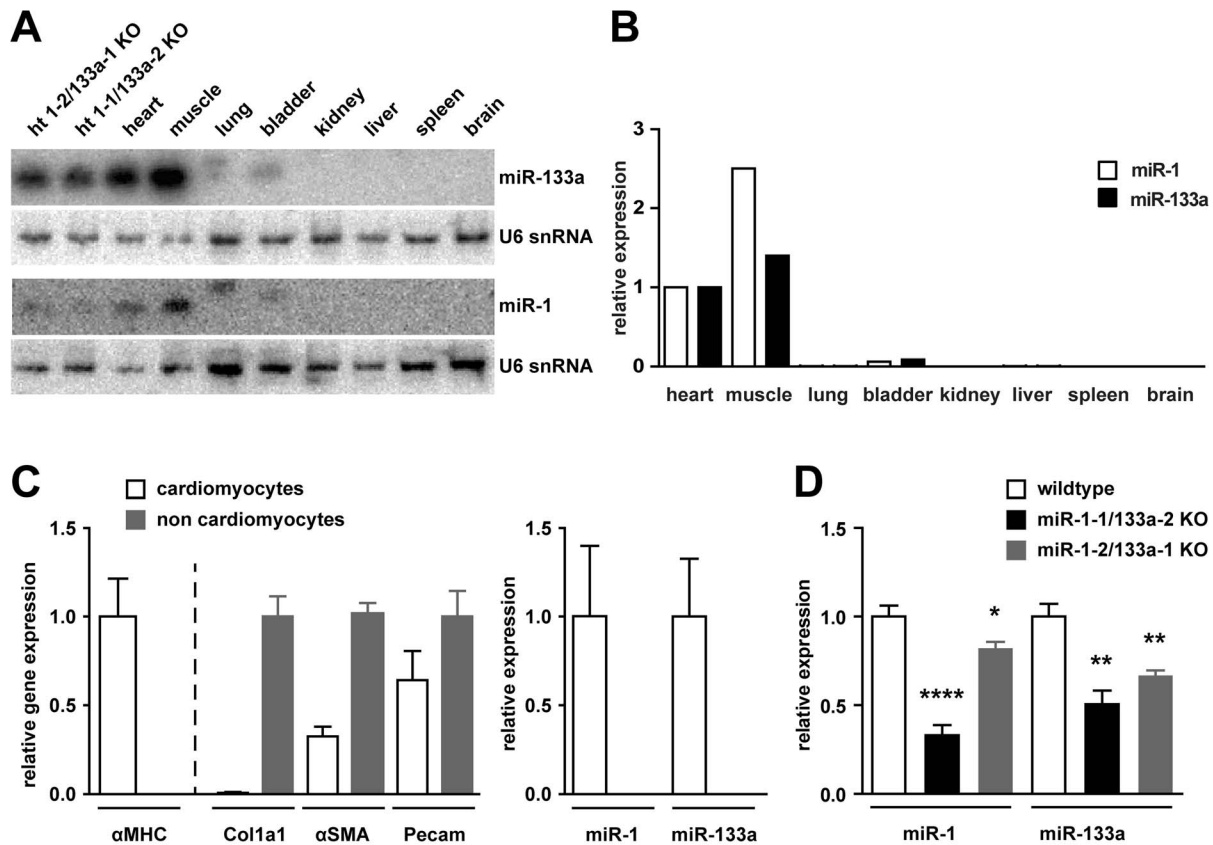 A
ht 1-2/133a-1 KO
ht 1-1/133a-2 KO
heart
muscle
lung
bladder
kidney
liver
spleen
brain
miR-133a
U6 snRNA
miR-1
U6 snRNA
B
relative expression
3
2
1
0
miR-1
miR-133a
heart muscle lung bladder kidney liver spleen brain
C
cardiomyocytes
non cardiomyocytes
relative gene expression
1.5
1.0
0.5
0.0
αMHC Col1a1 αSMA Pecam
relative expression
1.5
1.0
0.5
0.0
miR-1 miR-133a
D
wildtype
miR-1-1/133a-2 KO
miR-1-2/133a-1 KO
relative expression
1.5
1.0
0.5
0.0
****
*
**
**
miR-1 miR-133a